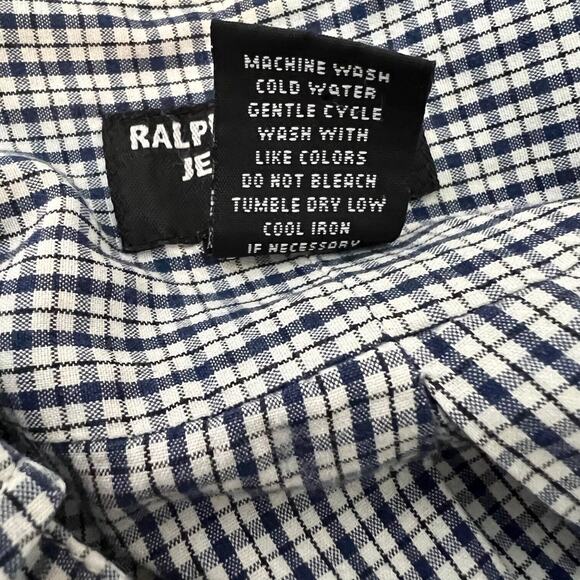 RALPH
JE
MACHINE WASH
COLD WATER
GENTLE CYCLE
WASH WITH
LIKE COLORS
DO NOT BLEACH
TUMBLE DRY LOW
COOL IRON
IF NECESSARY